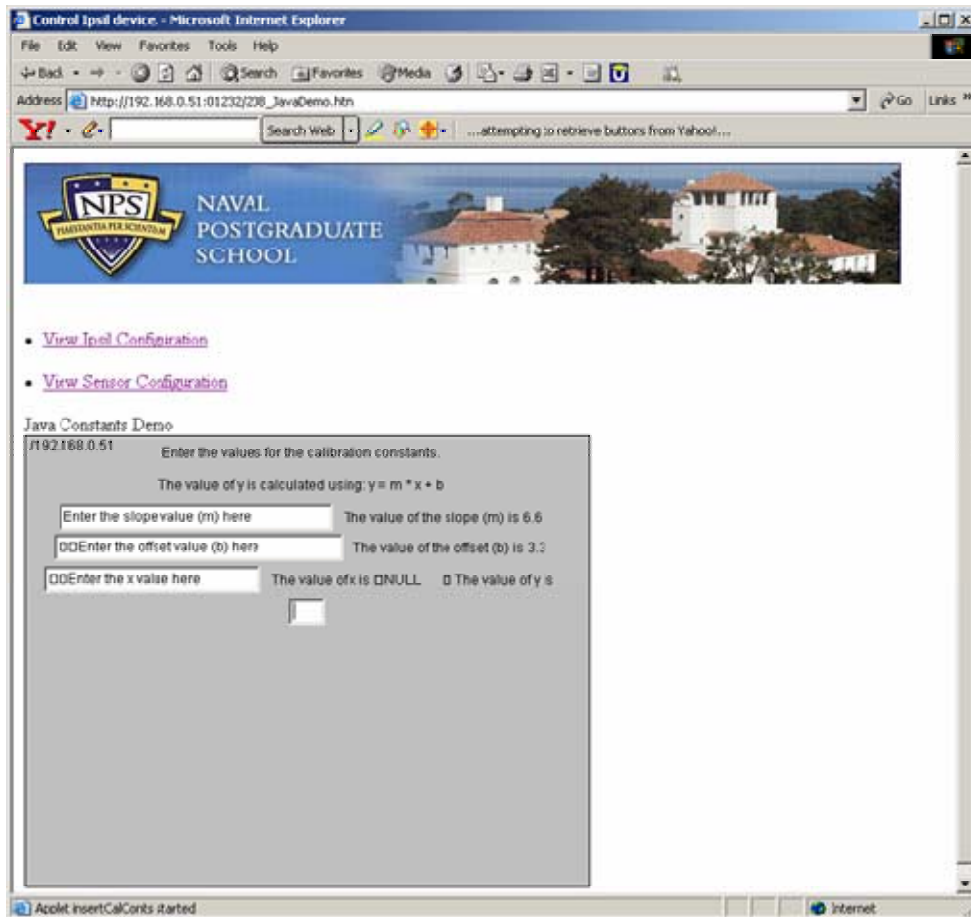 Control Ipsil device. - Microsoft Internet Explorer
File Edit View Favorites Tools Help
Back Search Favorites Media
Address http://192.168.0.51:01232/238_JavaDemo.htm Go Links »
Y! Search Web ...attempting to retrieve buttons from Yahoo!...
NPS
PRAESTANTIA PER SCIENTIAM
NAVAL
POSTGRADUATE
SCHOOL
• View Ipsil Configuration
• View Sensor Configuration
Java Constants Demo
/192.168.0.51
Enter the values for the calibration constants.
The value of y is calculated using: y = m * x + b
Enter the slope value (m) here The value of the slope (m) is 6.6
□□Enter the offset value (b) here The value of the offset (b) is 3.3
□□Enter the x value here The value of x is □NULL □ The value of y is
Applet insertCalConts started Internet